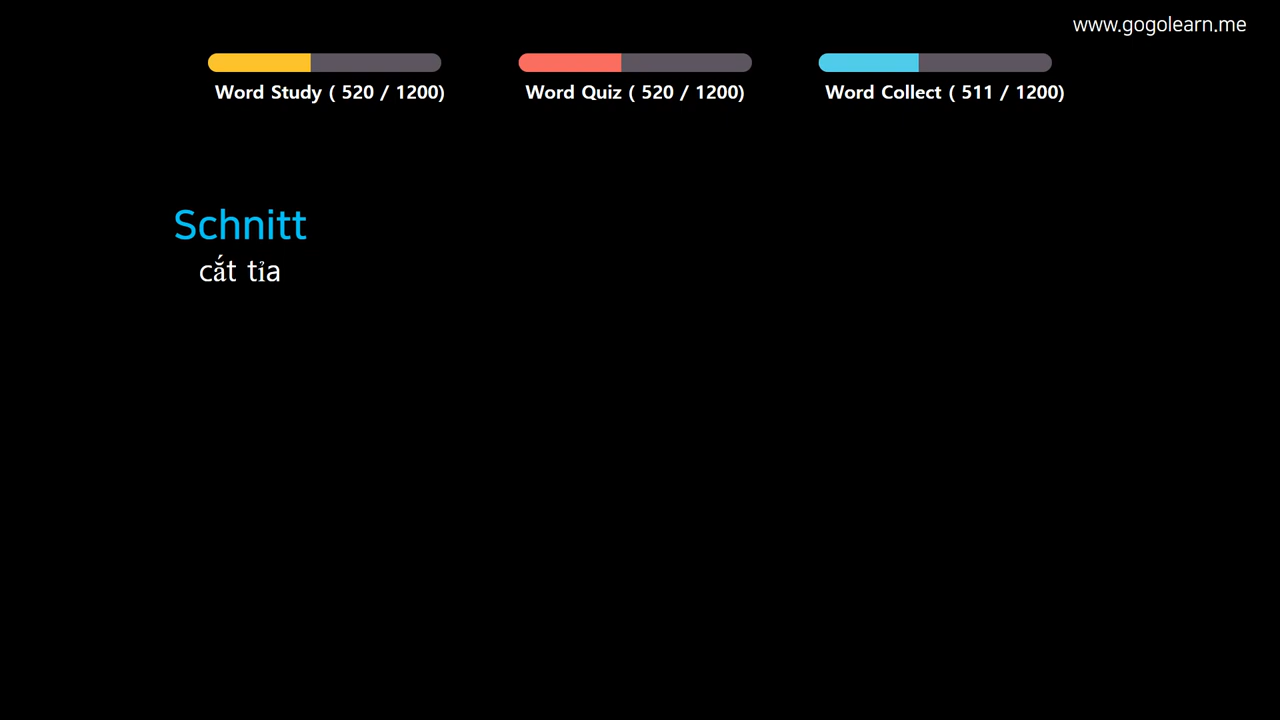 www.gogolearn.me
Word Study ( 520 / 1200)
Word Quiz ( 520 / 1200)
Word Collect ( 511 / 1200)
Schnitt
cắt tỉa